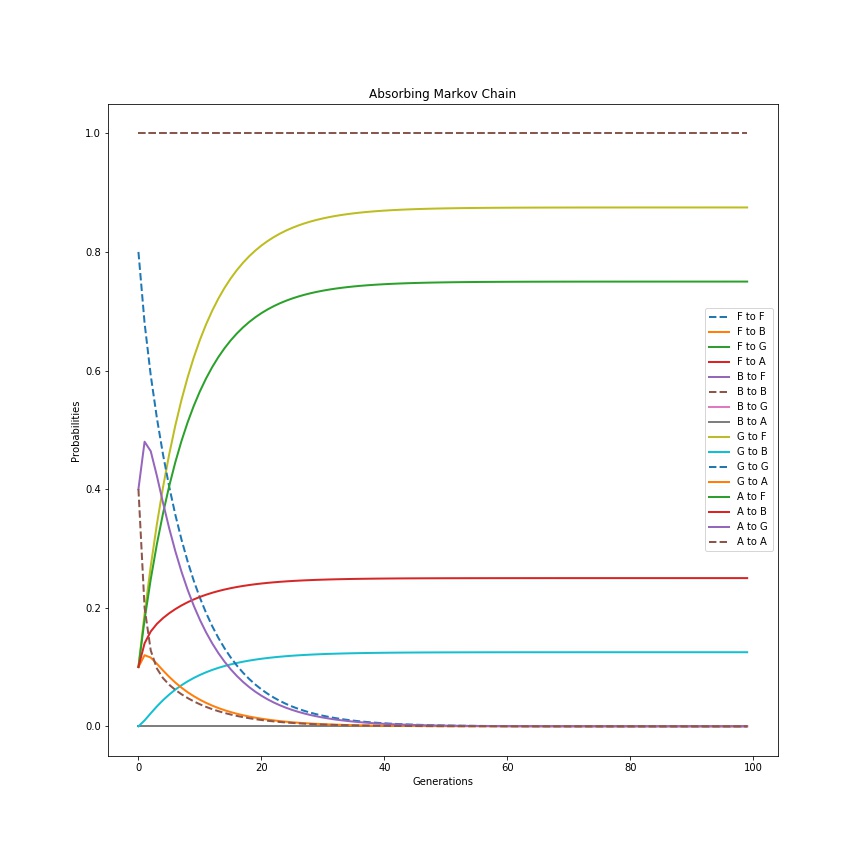 Absorbing Markov Chain
Probabilities
1.0
0.8
0.6
0.4
0.2
0.0
F to F
F to B
F to G
F to A
B to F
B to B
B to G
B to A
G to F
G to B
G to G
G to A
A to F
A to B
A to G
A to A
0 20 40 60 80 100
Generations